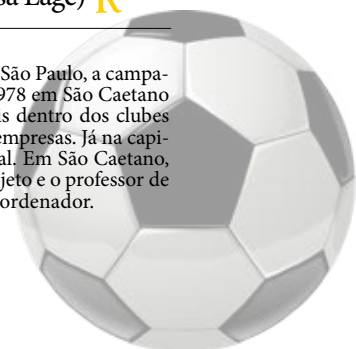 sa Lage) R
São Paulo, a campa-
978 em São Caetano
s dentro dos clubes
empresas. Já na capi-
al. Em São Caetano,
jeto e o professor de
ordenador.